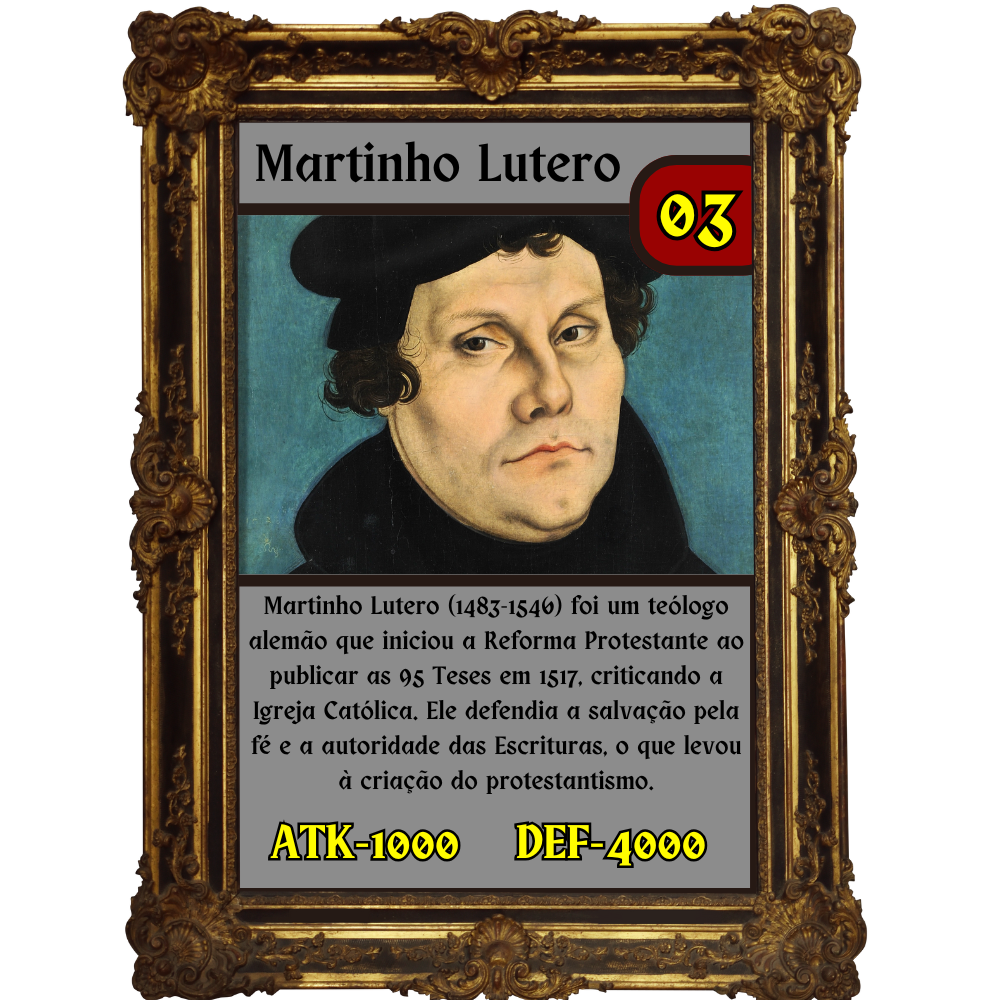 Martinho Lutero
03
Martinho Lutero (1483-1546) foi um teólogo
alemão que iniciou a Reforma Protestante ao
publicar as 95 Teses em 1517, criticando a
Igreja Católica. Ele defendia a salvação pela
fé e a autoridade das Escrituras, o que levou
à criação do protestantismo.
ATK-1000 DEF-4000